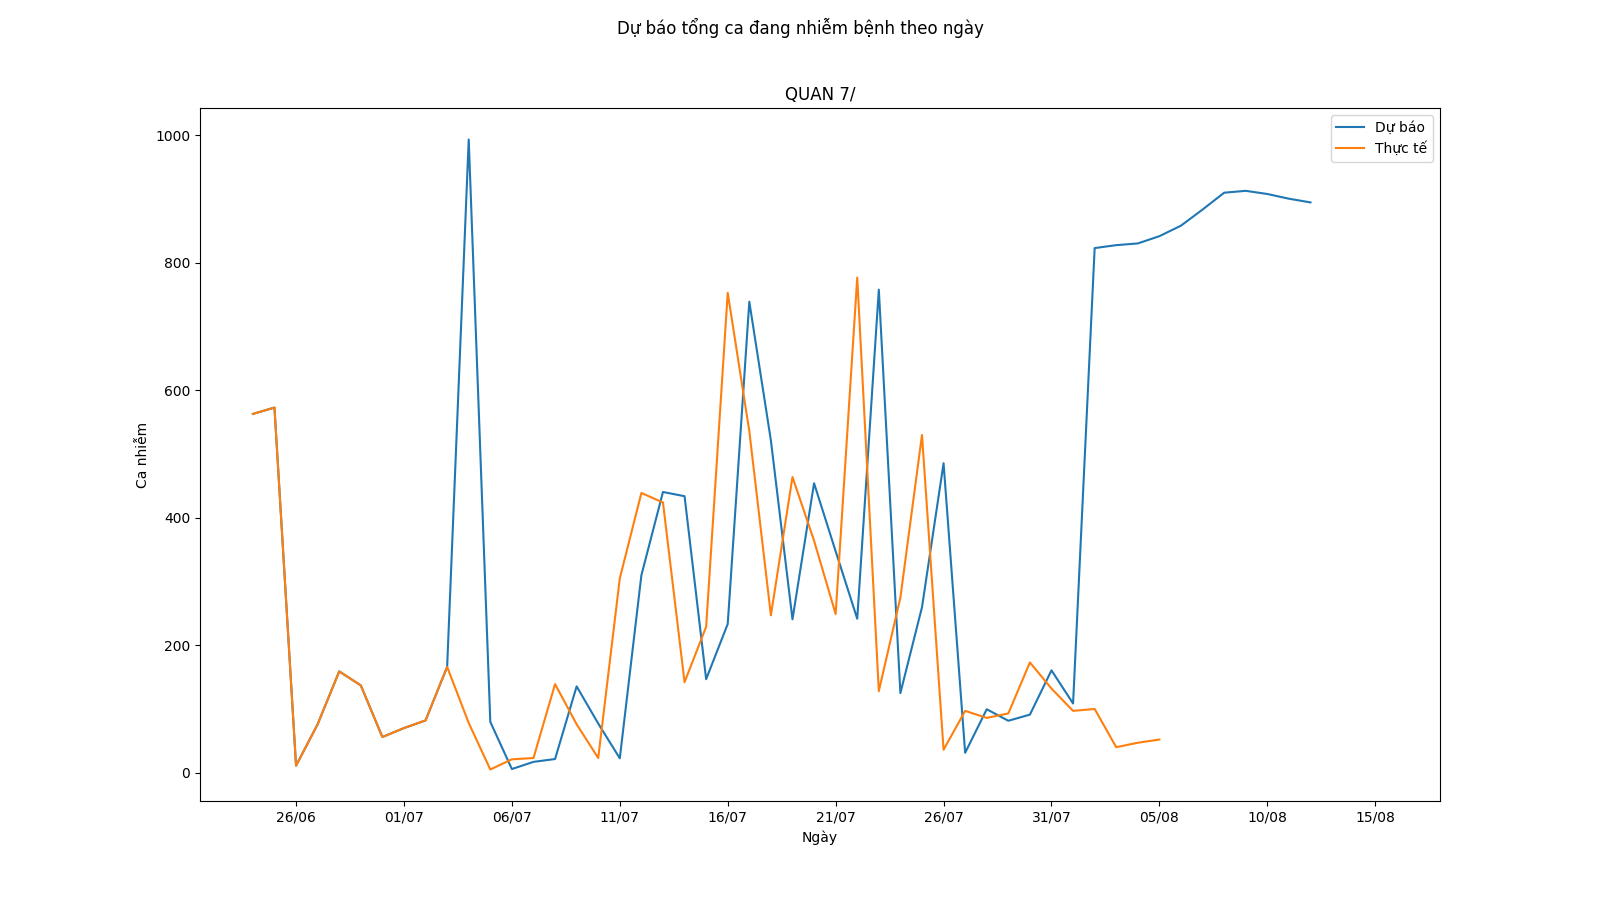 Dự báo tổng ca đang nhiễm bệnh theo ngày
QUAN 7/
Dự báo
Thực tế
1000
800
600
400
200
0
Ca nhiễm
26/06 01/07 06/07 11/07 16/07 21/07 26/07 31/07 05/08 10/08 15/08
Ngày